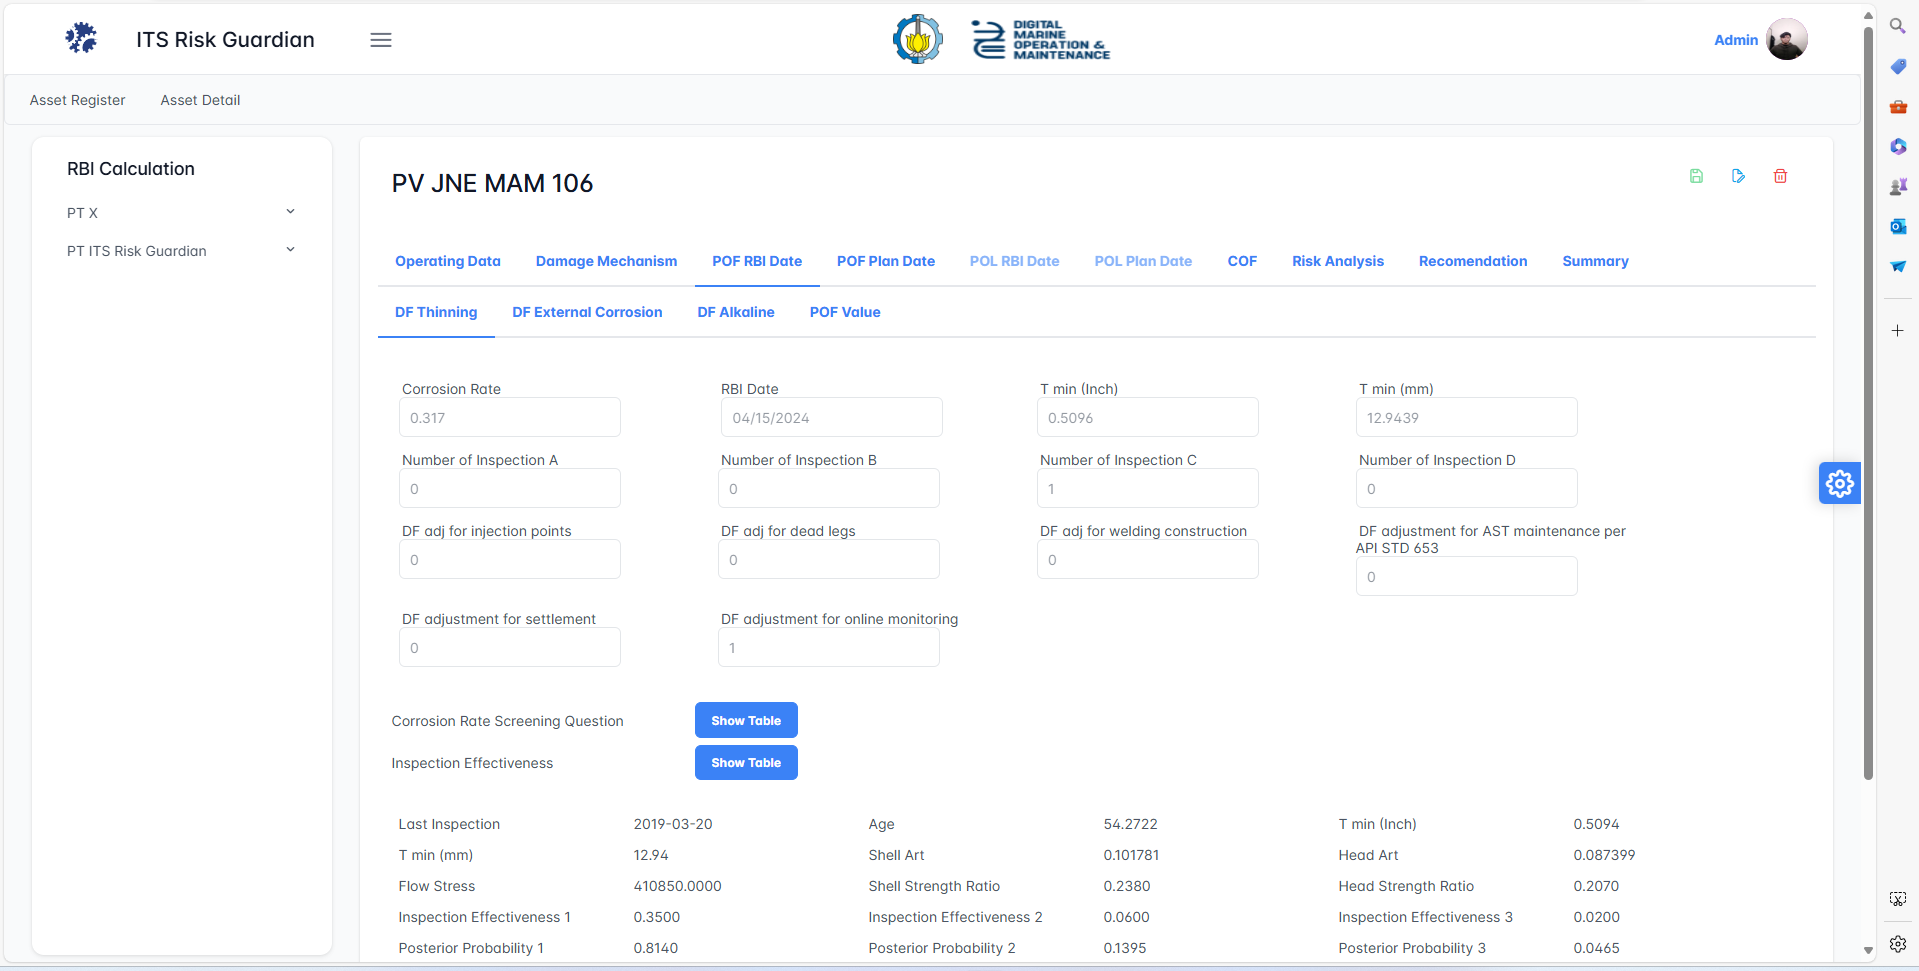 ITS Risk Guardian
DIGITAL
MARINE
OPERATION &
MAINTENANCE
Admin
Asset Register Asset Detail
RBI Calculation
PT X
PT ITS Risk Guardian
PV JNE MAM 106
Operating Data Damage Mechanism POF RBI Date POF Plan Date POL RBI Date POL Plan Date COF Risk Analysis Recomendation Summary
DF Thinning DF External Corrosion DF Alkaline POF Value
Corrosion Rate RBI Date T min (Inch) T min (mm)
0.317 04/15/2024 0.5096 12.9439
Number of Inspection A Number of Inspection B Number of Inspection C Number of Inspection D
0 0 1 0
DF adj for injection points DF adj for dead legs DF adj for welding construction DF adjustment for AST maintenance per
API STD 653
0 0 0 0
DF adjustment for settlement DF adjustment for online monitoring
0 1
Corrosion Rate Screening Question Show Table
Inspection Effectiveness Show Table
Last Inspection 2019-03-20 Age 54.2722 T min (Inch) 0.5094
T min (mm) 12.94 Shell Art 0.101781 Head Art 0.087399
Flow Stress 410850.0000 Shell Strength Ratio 0.2380 Head Strength Ratio 0.2070
Inspection Effectiveness 1 0.3500 Inspection Effectiveness 2 0.0600 Inspection Effectiveness 3 0.0200
Posterior Probability 1 0.8140 Posterior Probability 2 0.1395 Posterior Probability 3 0.0465